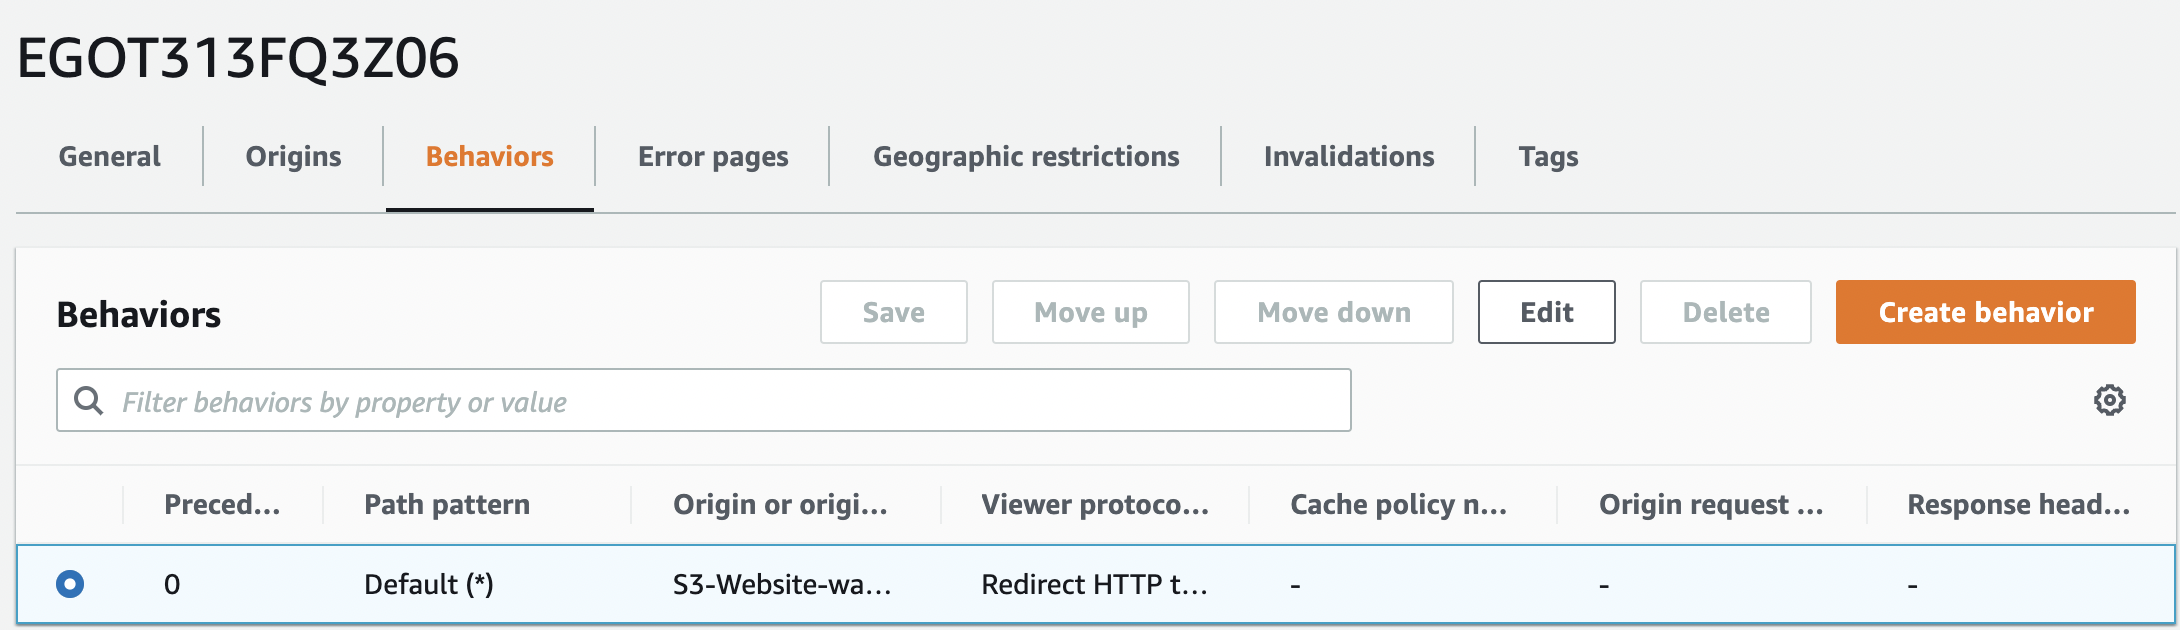 EGOT313FQ3Z06
General Origins Behaviors Error pages Geographic restrictions Invalidations Tags
Behaviors Save Move up Move down Edit Delete Create behavior
Filter behaviors by property or value
Preced... Path pattern Origin or origi... Viewer protoco... Cache policy n... Origin request ... Response head...
0 Default (*) S3-Website-wa... Redirect HTTP t... - - -